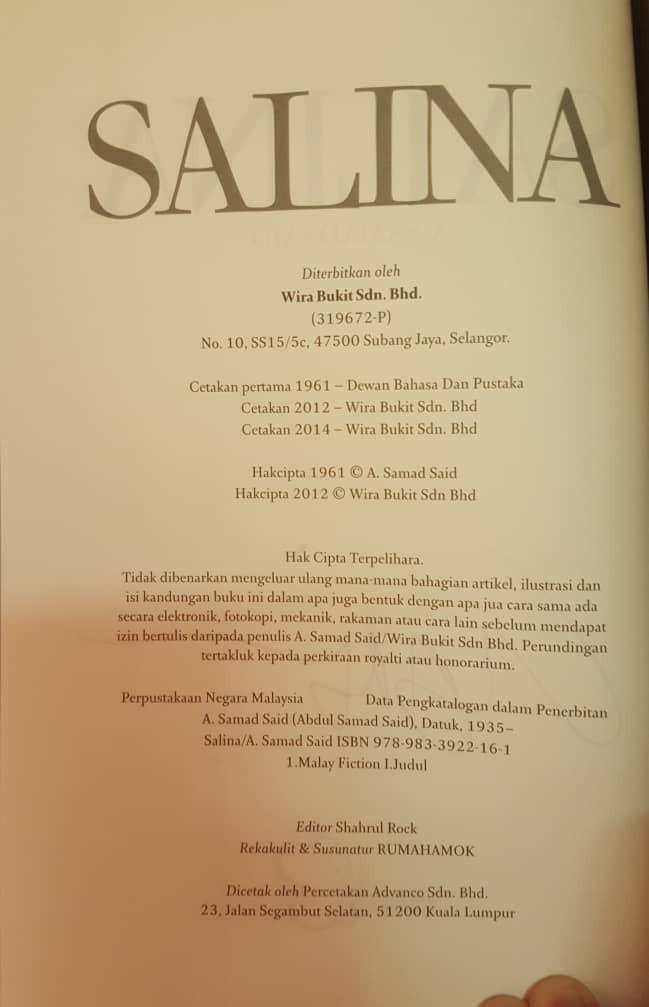 SALINA
Diterbitkan oleh
Wira Bukit Sdn. Bhd.
(319672-P)
No. 10, SS15/5c, 47500 Subang Jaya, Selangor.
Cetakan pertama 1961 – Dewan Bahasa Dan Pustaka
Cetakan 2012 – Wira Bukit Sdn. Bhd
Cetakan 2014 – Wira Bukit Sdn. Bhd
Hakcipta 1961 © A. Samad Said
Hakcipta 2012 © Wira Bukit Sdn Bhd
Hak Cipta Terpelihara.
Tidak dibenarkan mengeluar ulang mana-mana bahagian artikel, ilustrasi dan
isi kandungan buku ini dalam apa juga bentuk dengan apa jua cara sama ada
secara elektronik, fotokopi, mekanik, rakaman atau cara lain sebelum mendapat
izin bertulis daripada penulis A. Samad Said/Wira Bukit Sdn Bhd. Perundingan
tertakluk kepada perkiraan royalti atau honorarium.
Perpustakaan Negara Malaysia Data Pengkatalogan dalam Penerbitan
A. Samad Said (Abdul Samad Said), Datuk, 1935–
Salina/A. Samad Said ISBN 978-983-3922-16-1
1.Malay Fiction I.Judul
Editor Shahrul Rock
Rekakulit & Susunatur RUMAHAMOK
Dicetak oleh Percetakan Advanco Sdn. Bhd.
23, Jalan Segambut Selatan, 51200 Kuala Lumpur